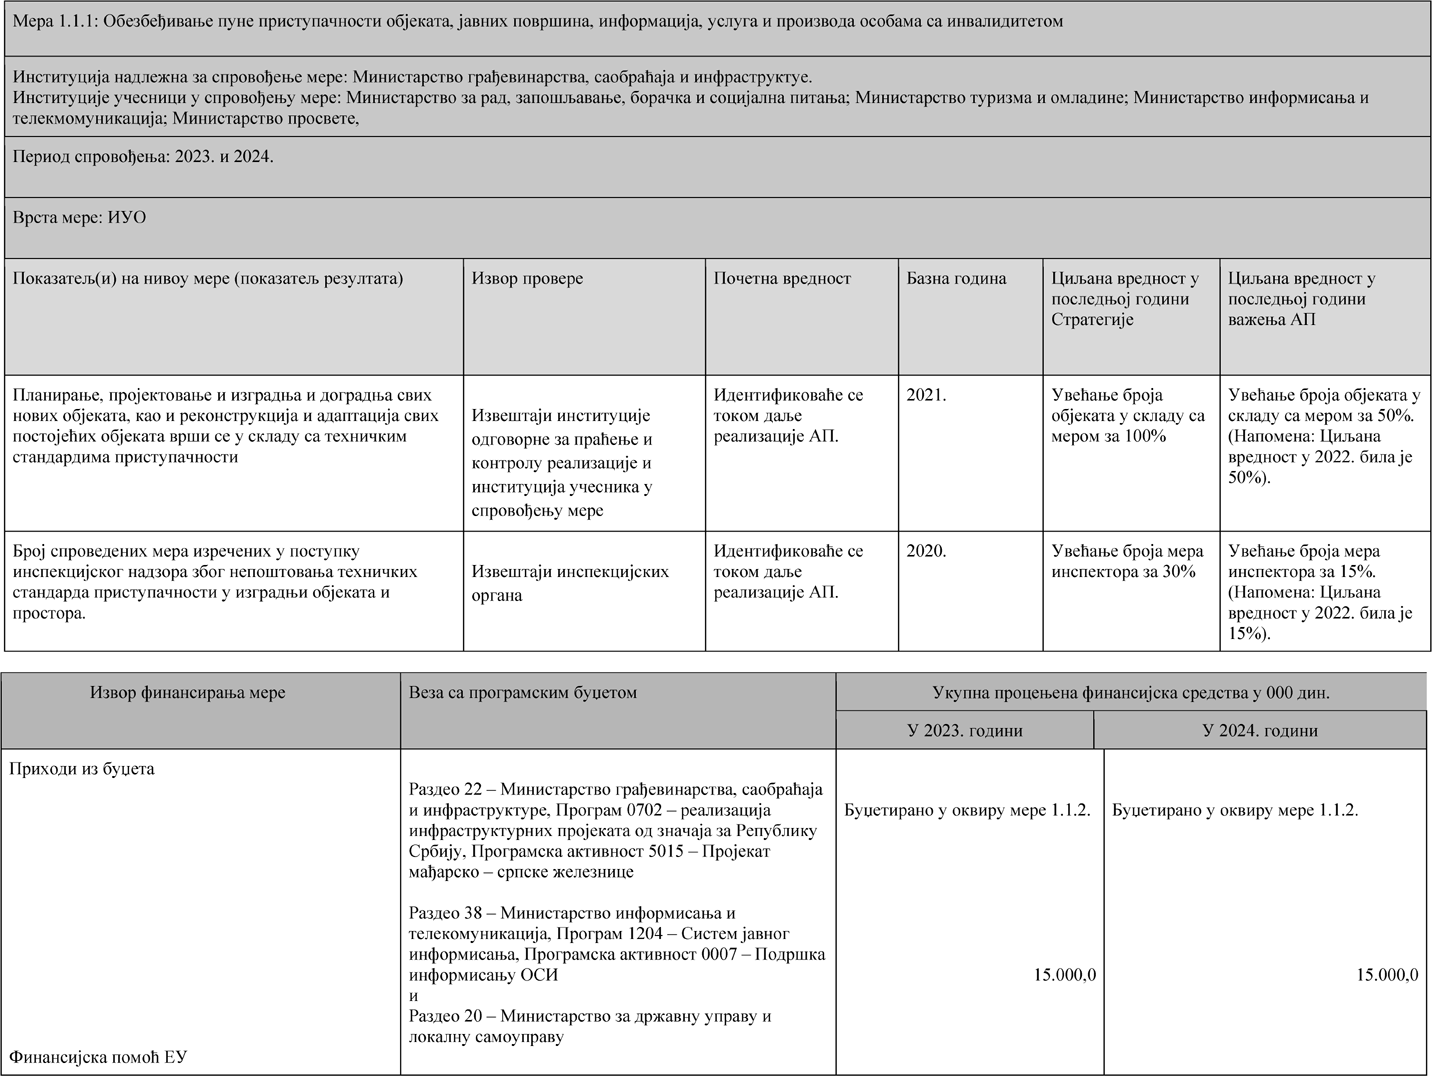 Мера 1.1.1: Обезбеђивање пуне приступачности објеката, јавних површина, информација, услуга и производа особама са инвалидитетом
Институција надлежна за спровођење мере: Министарство грађевинарства, саобраћаја и инфраструктуе.
Институције учесници у спровођењу мере: Министарство за рад, запошљавање, борачка и социјална питања; Министарство туризма и омладине; Министарство информисања и
телекмомуникација; Министарство просвете,
Период спровођења: 2023. и 2024.
Врста мере: ИУО
Показатељ(и) на нивоу мере (показатељ резултата)
Извор провере
Почетна вредност
Базна година
Циљана вредност у
последњој години
Стратегије
Циљана вредност у
последњој години
важења АП
Планирање, пројектовање и изградња и доградња свих
нових објеката, као и реконструкција и адаптација свих
постојећих објеката врши се у складу са техничким
стандардима приступачности
Извештаји институције
одговорне за праћење и
контролу реализације и
институција учесника у
спровођењу мере
Идентификоваће се
током даље
реализације АП.
2021.
Увећање броја
објеката у складу са
мером за 100%
Увећање броја објеката у
складу са мером за 50%.
(Напомена: Циљана
вредност у 2022. била је
50%).
Број спроведених мера изречених у поступку
инспекцијског надзора због непоштовања техничких
стандарда приступачности у изградњи објеката и
простора.
Извештаји инспекцијских
органа
Идентификоваће се
током даље
реализације АП.
2020.
Увећање броја мера
инспектора за 30%
Увећање броја мера
инспектора за 15%.
(Напомена: Циљана
вредност у 2022. била је
15%).
Извор финансирања мере
Веза са програмским буџетом
Укупна процењена финансијска средства у 000 дин.
У 2023. години
У 2024. години
Приходи из буџета
Раздео 22 – Министарство грађевинарства, саобраћаја
и инфраструктуре, Програм 0702 – реализација
инфраструктурних пројеката од значаја за Републику
Србију, Програмска активност 5015 – Пројекат
мађарско – српске железнице
Буџетирано у оквиру мере 1.1.2.
Буџетирано у оквиру мере 1.1.2.
Раздео 38 – Министарство информисања и
телекомуникација, Програм 1204 – Систем јавног
информисања, Програмска активност 0007 – Подршка
информисању ОСИ
15.000,0
15.000,0
и
Раздео 20 – Министарство за државну управу и
локалну самоуправу
Финансијска помоћ ЕУ